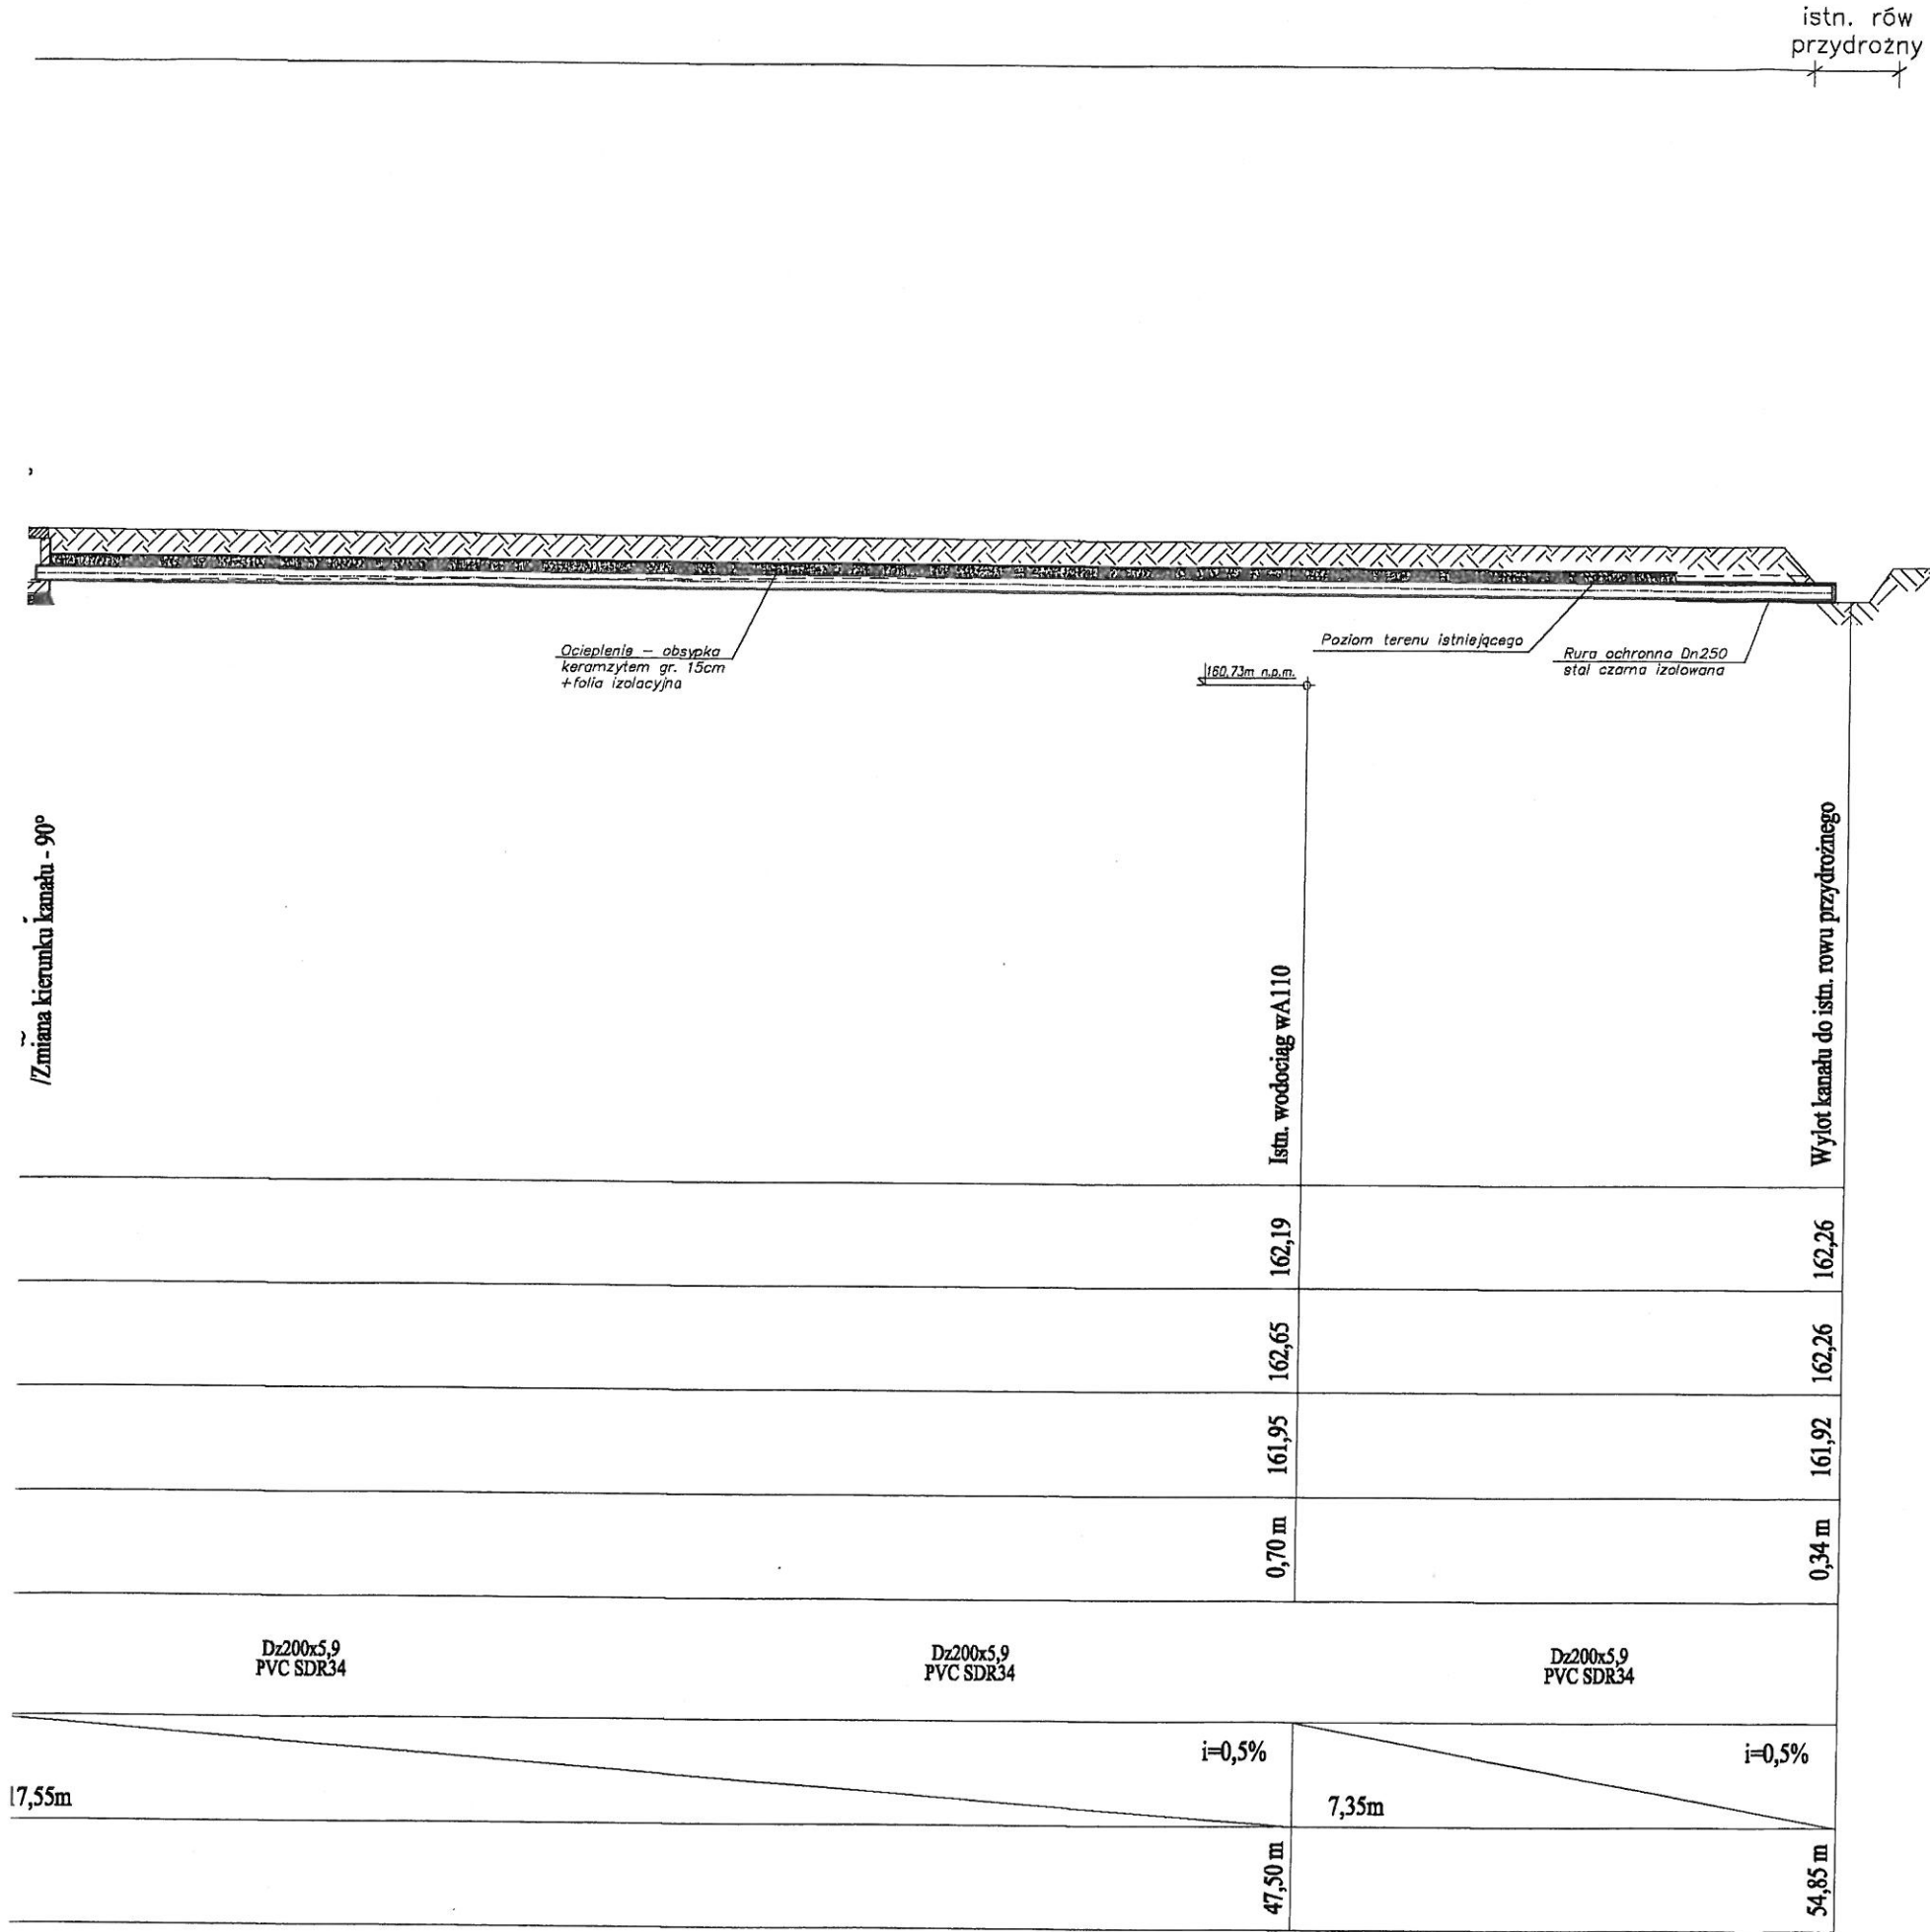 istn. rów
przydrożny
Ocieplenie – obsypka
keramzytem gr. 15cm
+folia izolacyjna
Poziom terenu istniejącego
Rura ochronna Dn250
stal czarna izolowana
160,73m n.p.m.
/Zmiana kierunku kanału - 90°
Istn. wodociąg wA110
Wylot kanału do istn. rowu przydrożnego
162,19
162,26
162,65
162,26
161,95
161,92
0,70 m
0,34 m
Dz200x5,9
PVC SDR34
Dz200x5,9
PVC SDR34
Dz200x5,9
PVC SDR34
i=0,5%
i=0,5%
17,55m
7,35m
47,50 m
54,85 m